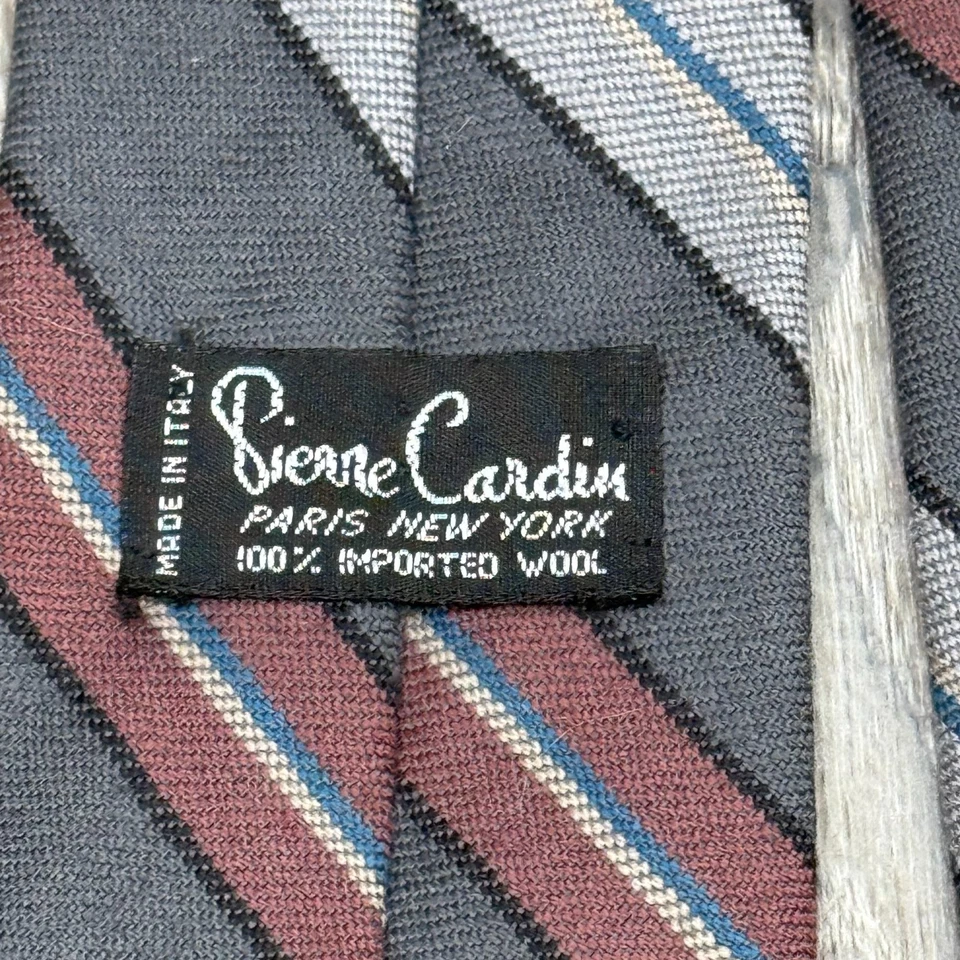 MADE IN ITALY
Pierre Cardin
PARIS NEW YORK
100% IMPORTED WOOL